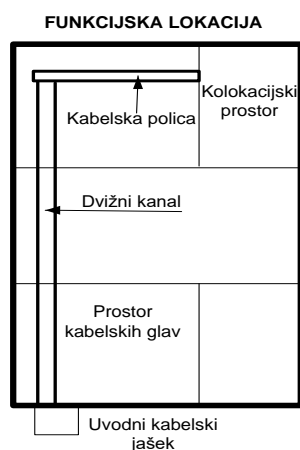 FUNKCIJSKA LOKACIJA
Kolokacijski
prostor
Kabelska polica
Dvižni kanal
Prostor
kabelskih glav
Uvodni kabelski
jašek